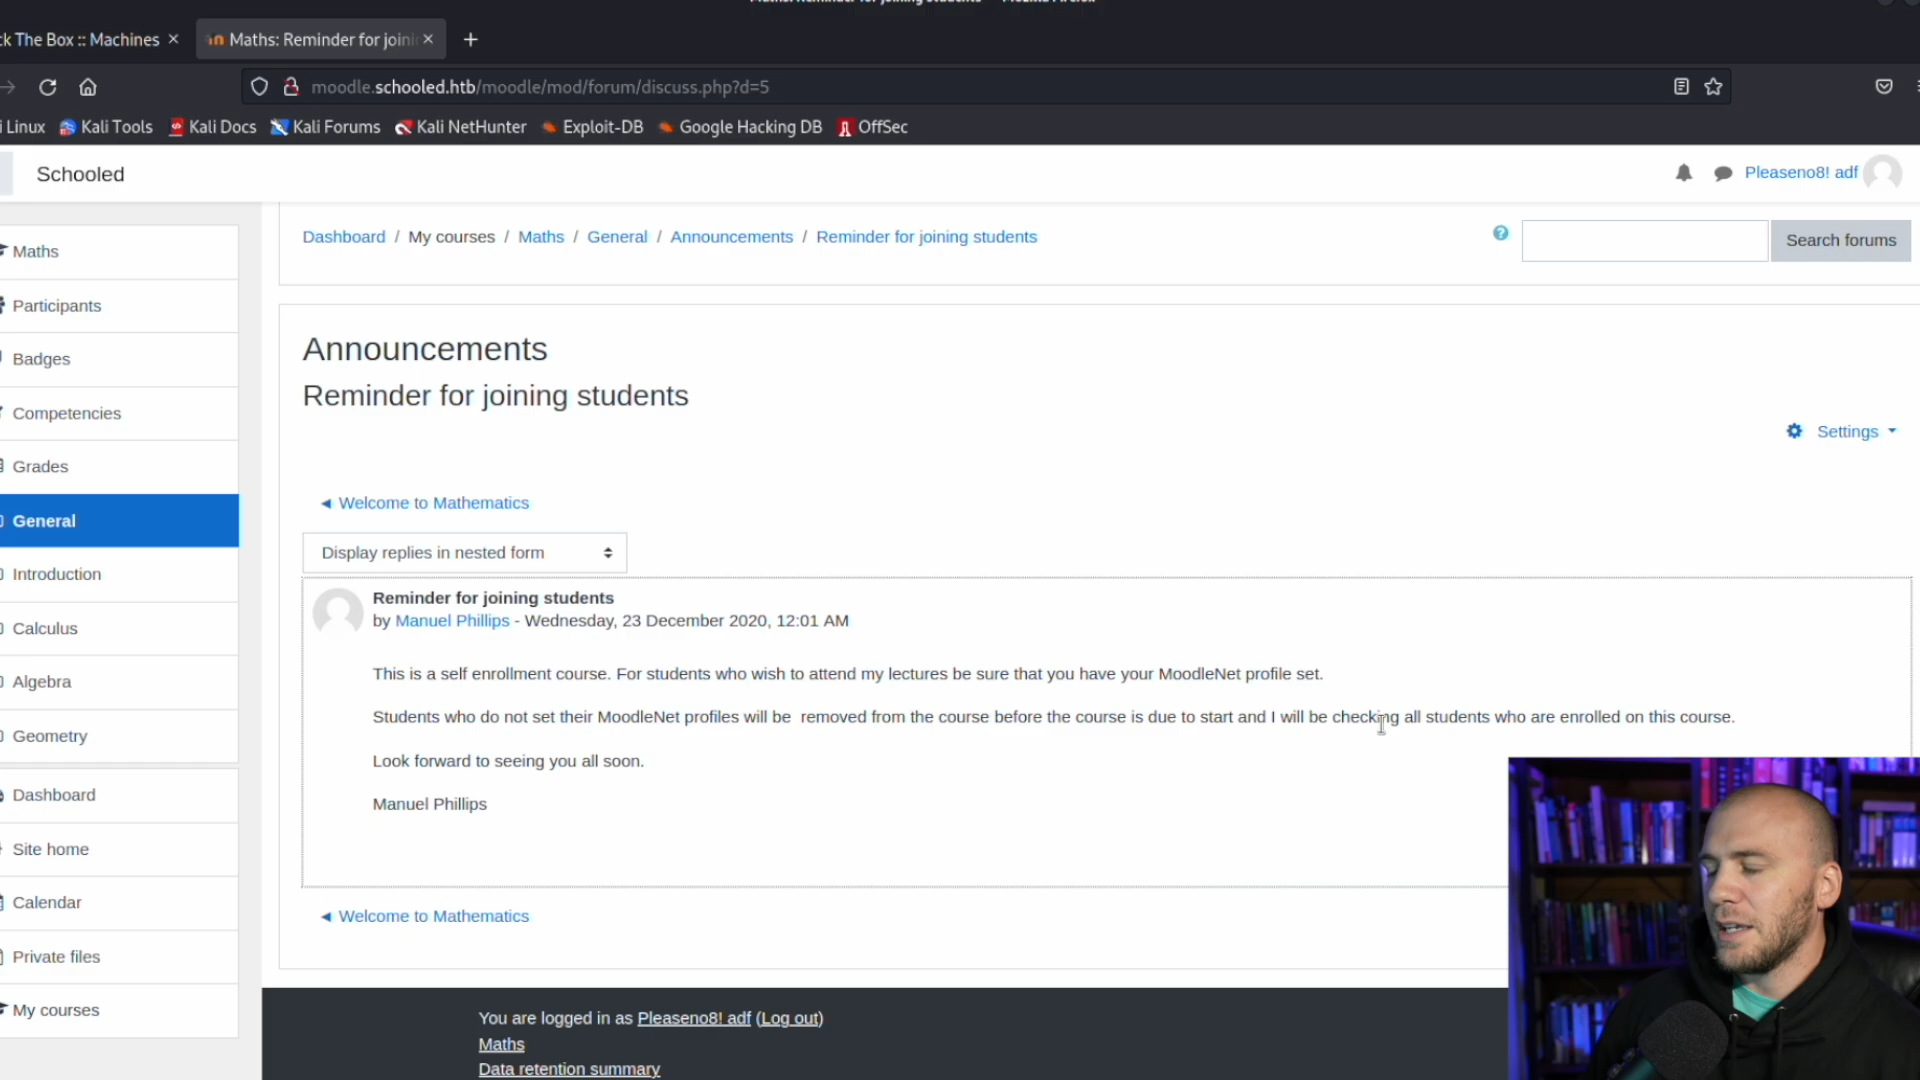 Maths: Reminder for joining students — Mozilla Firefox
ck The Box :: Machines
Maths: Reminder for joini
moodle.schooled.htb/moodle/mod/forum/discuss.php?d=5
i Linux Kali Tools Kali Docs Kali Forums Kali NetHunter Exploit-DB Google Hacking DB OffSec
Schooled
Pleaseno8! adf
Maths
Participants
Badges
Competencies
Grades
General
Introduction
Calculus
Algebra
Geometry
Dashboard
Site home
Calendar
Private files
My courses
Dashboard / My courses / Maths / General / Announcements / Reminder for joining students
Search forums
Announcements
Reminder for joining students
Settings
◄ Welcome to Mathematics
Display replies in nested form
Reminder for joining students
by Manuel Phillips - Wednesday, 23 December 2020, 12:01 AM
This is a self enrollment course. For students who wish to attend my lectures be sure that you have your MoodleNet profile set.
Students who do not set their MoodleNet profiles will be removed from the course before the course is due to start and I will be checking all students who are enrolled on this course.
Look forward to seeing you all soon.
Manuel Phillips
◄ Welcome to Mathematics
You are logged in as Pleaseno8! adf (Log out)
Maths
Data retention summary